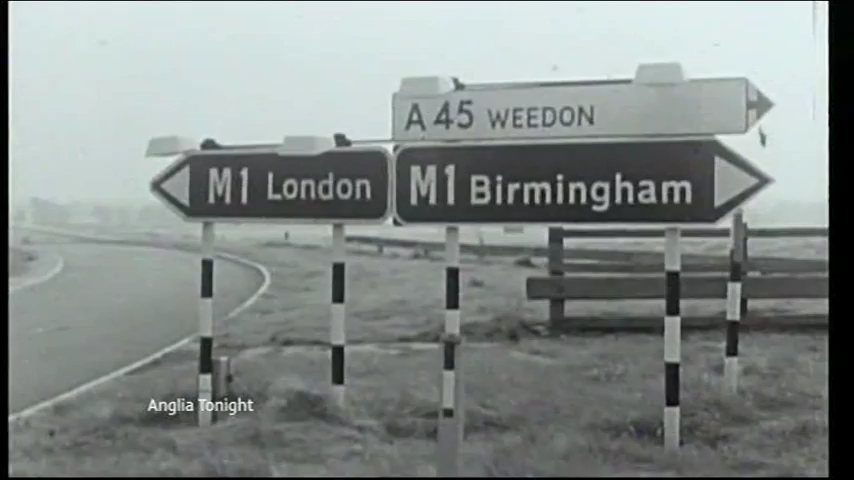 A 45 WEEDON
M1 London
M1 Birmingham
Anglia Tonight